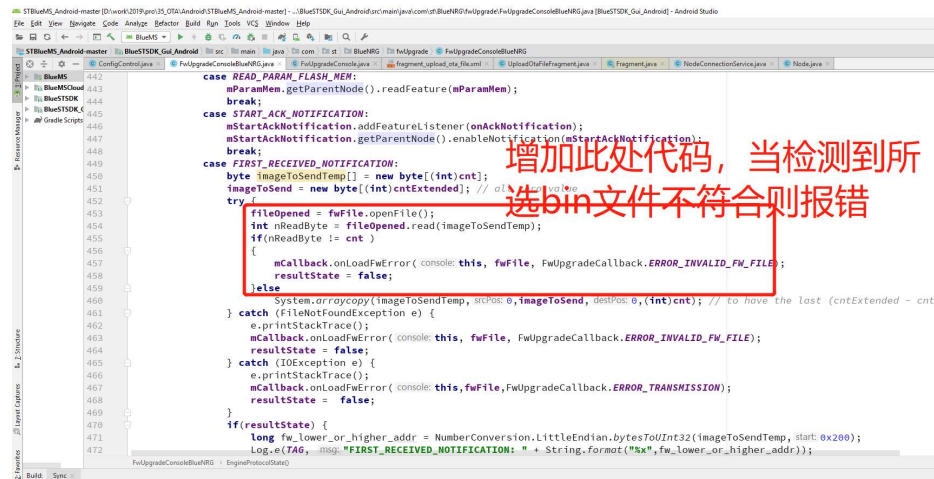 STBlueMS_Android-master [D:\work\2019\pro\35_OTA\Android\STBlueMS_Android-master] - ...\BlueSTSDK_Gui_Android\src\main\java\com\st\BlueNRG\fwUpgrade\FwUpgradeConsoleBlueNRG.java [BlueSTSDK_Gui_Android] - Android Studio
File Edit View Navigate Code Analyze Refactor Build Run Tools VCS Window Help
BlueMS
STBlueMS_Android-master BlueSTSDK_Gui_Android src main java com st BlueNRG fwUpgrade FwUpgradeConsoleBlueNRG
ConfigControl.java FwUpgradeConsoleBlueNRG.java FwUpgradeConsole.java fragment_upload_ota_file.xml UploadOtaFileFragment.java Fragment.java NodeConnectionService.java Node.java
1: Project
Resource Manager
Z: Structure
Layout Captures
2: Favorites
BlueMS
BlueMSCloud
BlueSTSDK
BlueSTSDK_
Gradle Scripts
442 case READ_PARAM_FLASH_MEM:
443 mParamMem.getParentNode().readFeature(mParamMem);
444 break;
445 case START_ACK_NOTIFICATION:
446 mStartAckNotification.addFeatureListener(onAckNotification);
447 mStartAckNotification.getParentNode().enableNotification(mStartAckNotification);
448 break;
449 case FIRST_RECEIVED_NOTIFICATION:
450 byte imageToSendTemp[] = new byte[(int)cnt];
451 imageToSend = new byte[(int)cntExtended]; // value
增加此处代码，当检测到所
选bin文件不符合则报错
452 try {
453 fileOpened = fwFile.openFile();
454 int nReadByte = fileOpened.read(imageToSendTemp);
455 if(nReadByte != cnt )
456 {
457 mCallback.onLoadFwError( console: this, fwFile, FwUpgradeCallback.ERROR_INVALID_FW_FILE);
458 resultState = false;
459 }else
460 System.arraycopy(imageToSendTemp, srcPos: 0,imageToSend, destPos: 0,(int)cnt); // to have the last (cntExtended - cnt
461 } catch (FileNotFoundException e) {
462 e.printStackTrace();
463 mCallback.onLoadFwError( console: this, fwFile, FwUpgradeCallback.ERROR_INVALID_FW_FILE);
464 resultState = false;
465 } catch (IOException e) {
466 e.printStackTrace();
467 mCallback.onLoadFwError( console: this,fwFile,FwUpgradeCallback.ERROR_TRANSMISSION);
468 resultState = false;
469 }
470 if(resultState) {
471 long fw_lower_or_higher_addr = NumberConversion.LittleEndian.bytesToUInt32(imageToSendTemp, start: 0x200);
472 Log.e(TAG, msg: "FIRST_RECEIVED_NOTIFICATION: " + String.format("%x",fw_lower_or_higher_addr));
FwUpgradeConsoleBlueNRG EngineProtocolState()
Build: Sync